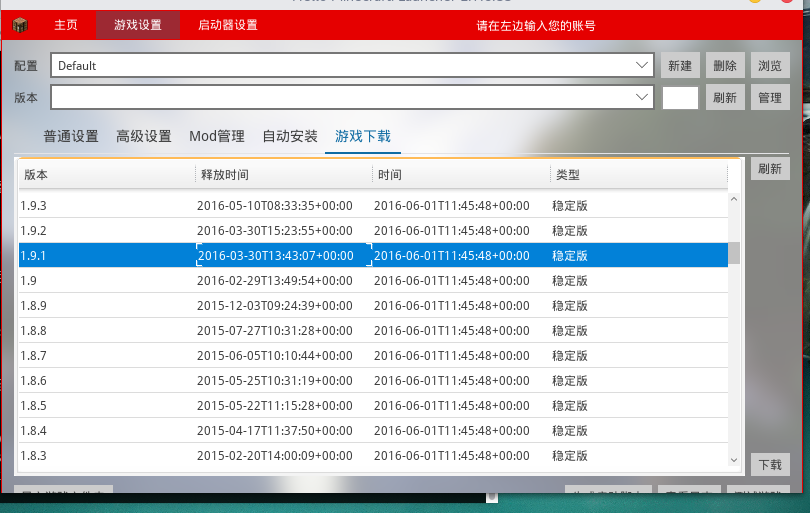 主页 游戏设置 启动器设置 请在左边输入您的账号
配置 Default 新建 删除 浏览
版本 刷新 管理
普通设置 高级设置 Mod管理 自动安装 游戏下载
版本 释放时间 时间 类型 刷新
1.9.3 2016-05-10T08:33:35+00:00 2016-06-01T11:45:48+00:00 稳定版
1.9.2 2016-03-30T15:23:55+00:00 2016-06-01T11:45:48+00:00 稳定版
1.9.1 2016-03-30T13:43:07+00:00 2016-06-01T11:45:48+00:00 稳定版
1.9 2016-02-29T13:49:54+00:00 2016-06-01T11:45:48+00:00 稳定版
1.8.9 2015-12-03T09:24:39+00:00 2016-06-01T11:45:48+00:00 稳定版
1.8.8 2015-07-27T10:31:28+00:00 2016-06-01T11:45:48+00:00 稳定版
1.8.7 2015-06-05T10:10:44+00:00 2016-06-01T11:45:48+00:00 稳定版
1.8.6 2015-05-25T10:31:19+00:00 2016-06-01T11:45:48+00:00 稳定版
1.8.5 2015-05-22T11:15:28+00:00 2016-06-01T11:45:48+00:00 稳定版
1.8.4 2015-04-17T11:37:50+00:00 2016-06-01T11:45:48+00:00 稳定版
1.8.3 2015-02-20T14:00:09+00:00 2016-06-01T11:45:48+00:00 稳定版
下载